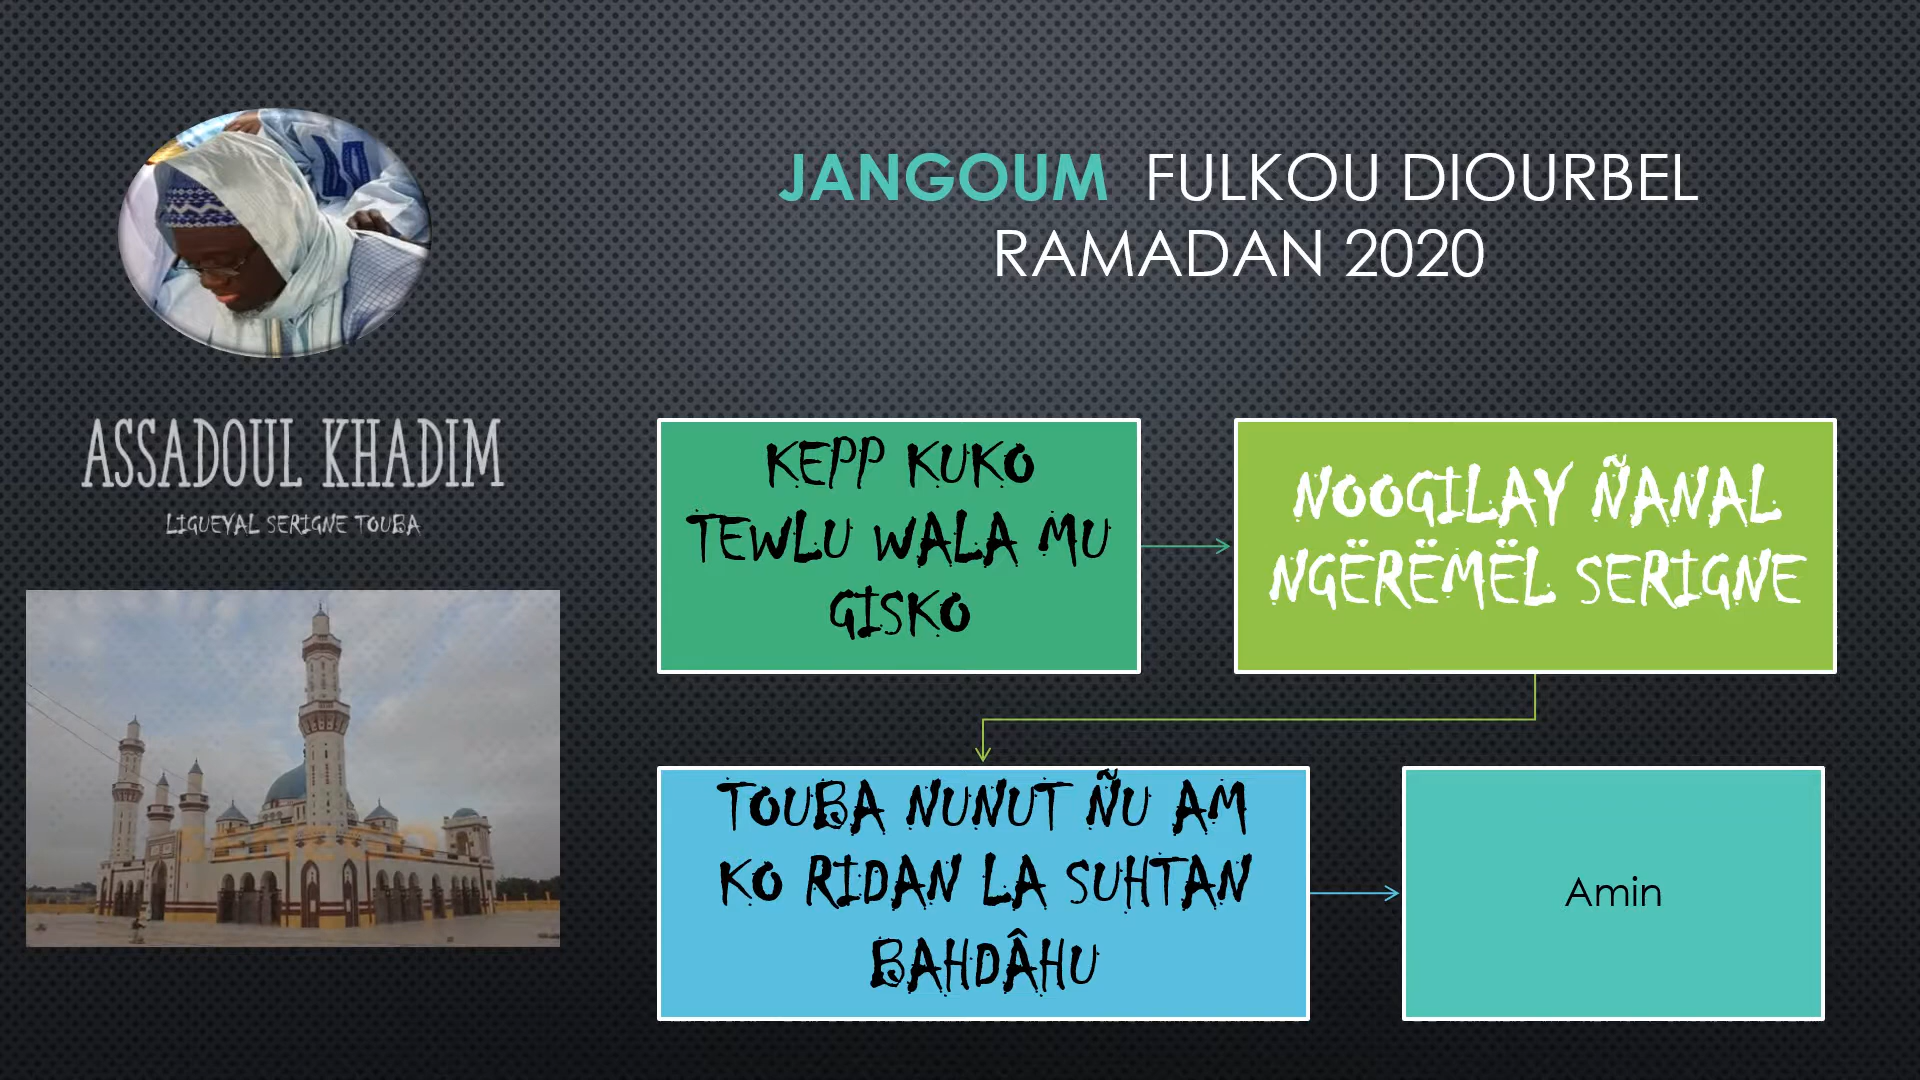 JANGOUM FULKOU DIOURBEL
RAMADAN 2020
ASSADOUL KHADIM
LIGUEYAL SERIGNE TOUBA
KEPP KUKO
TEWLU WALA MU
GISKO
NOOGILAY ÑANAL
NGËRËMËL SERIGNE
TOUBA NUNUT ÑU AM
KO RIDAN LA SUHTAN
BAHDÂHU
Amin